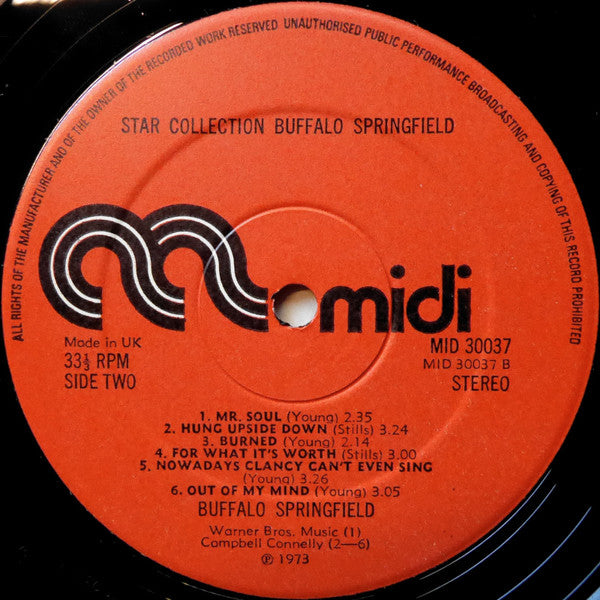 ALL RIGHTS OF THE MANUFACTURER AND OF THE OWNER OF THE RECORDED WORK RESERVED UNAUTHORISED PUBLIC PERFORMANCE BROADCASTING AND COPYING OF THIS RECORD PROHIBITED
STAR COLLECTION BUFFALO SPRINGFIELD
midi
Made in UK
33⅓ RPM
SIDE TWO
MID 30037
MID 30037 B
STEREO
1. MR. SOUL (Young) 2.35
2. HUNG UPSIDE DOWN (Stills) 3.24
3. BURNED (Young) 2.14
4. FOR WHAT IT'S WORTH (Stills) 3.00
5. NOWADAYS CLANCY CAN'T EVEN SING
(Young) 3.26
6. OUT OF MY MIND (Young) 3.05
BUFFALO SPRINGFIELD
Warner Bros. Music (1)
Campbell Connelly (2—6)
℗ 1973